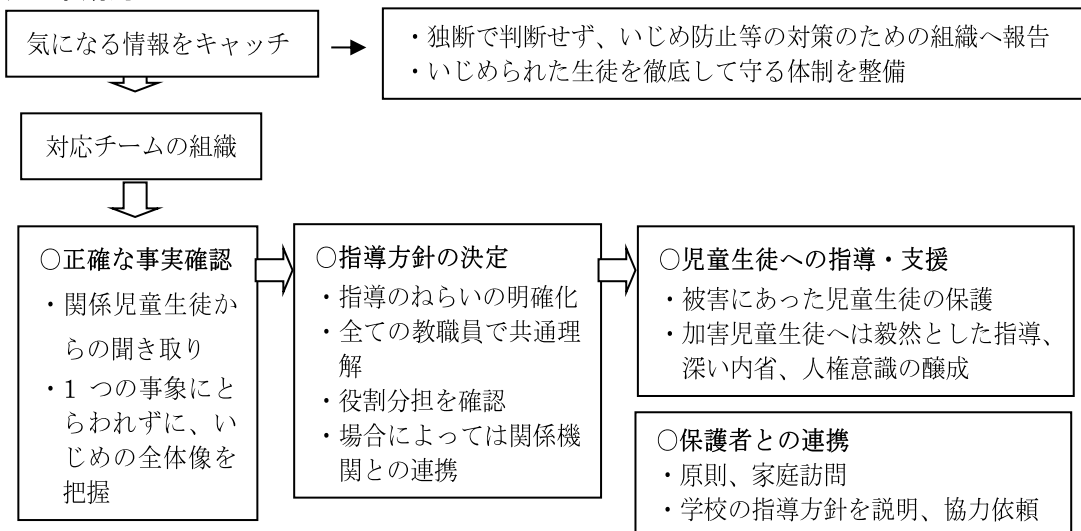 気になる情報をキャッチ
・独断で判断せず、いじめ防止等の対策のための組織へ報告
・いじめられた生徒を徹底して守る体制を整備
対応チームの組織
○正確な事実確認
・関係児童生徒か
らの聞き取り
・1 つの事象にと
らわれずに、い
じめの全体像を
把握
○指導方針の決定
・指導のねらいの明確化
・全ての教職員で共通理
解
・役割分担を確認
・場合によっては関係機
関との連携
○児童生徒への指導・支援
・被害にあった児童生徒の保護
・加害児童生徒へは毅然とした指導、
深い内省、人権意識の醸成
○保護者との連携
・原則、家庭訪問
・学校の指導方針を説明、協力依頼